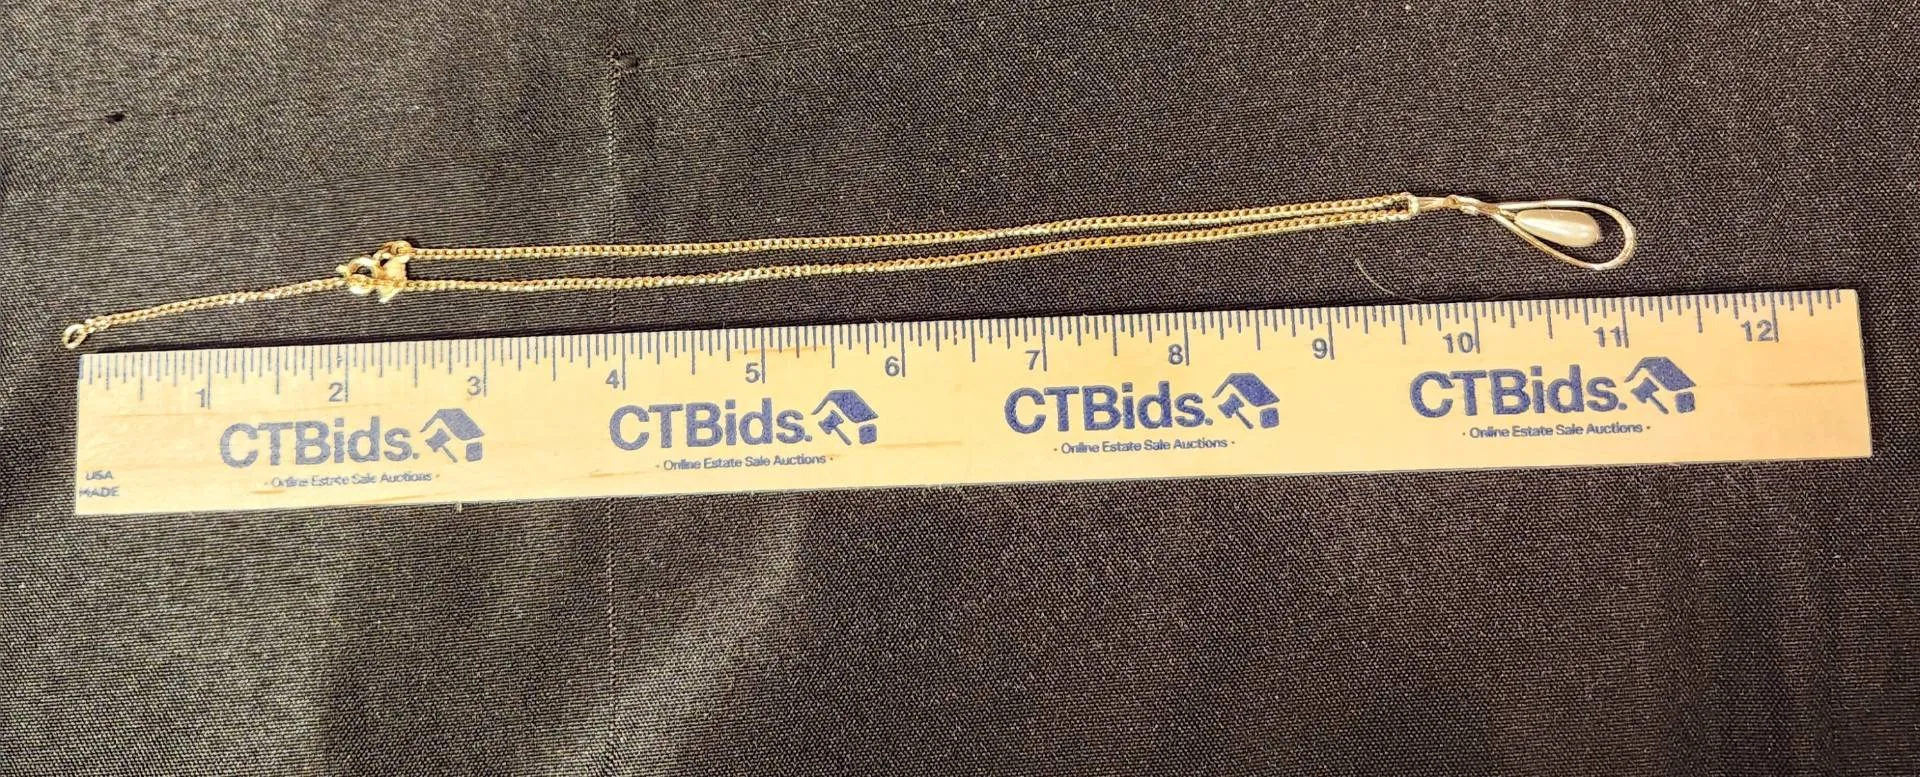 1 2 3 4 5 6 7 8 9 10 11 12
CTBids. CTBids. CTBids. CTBids.
· Online Estate Sale Auctions · · Online Estate Sale Auctions · · Online Estate Sale Auctions · · Online Estate Sale Auctions ·
USA
MADE